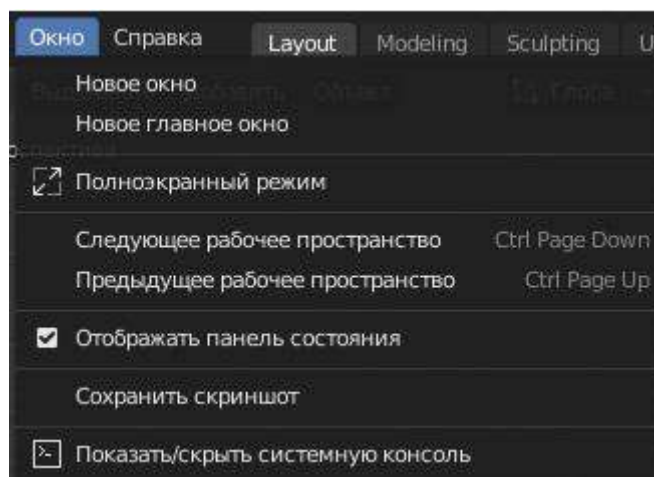 Окно Справка Layout Modeling Sculpting U
Новое окно
Новое главное окно
Полноэкранный режим
Следующее рабочее пространство Ctrl Page Down
Предыдущее рабочее пространство Ctrl Page Up
Отображать панель состояния
Сохранить скриншот
Показать/скрыть системную консоль